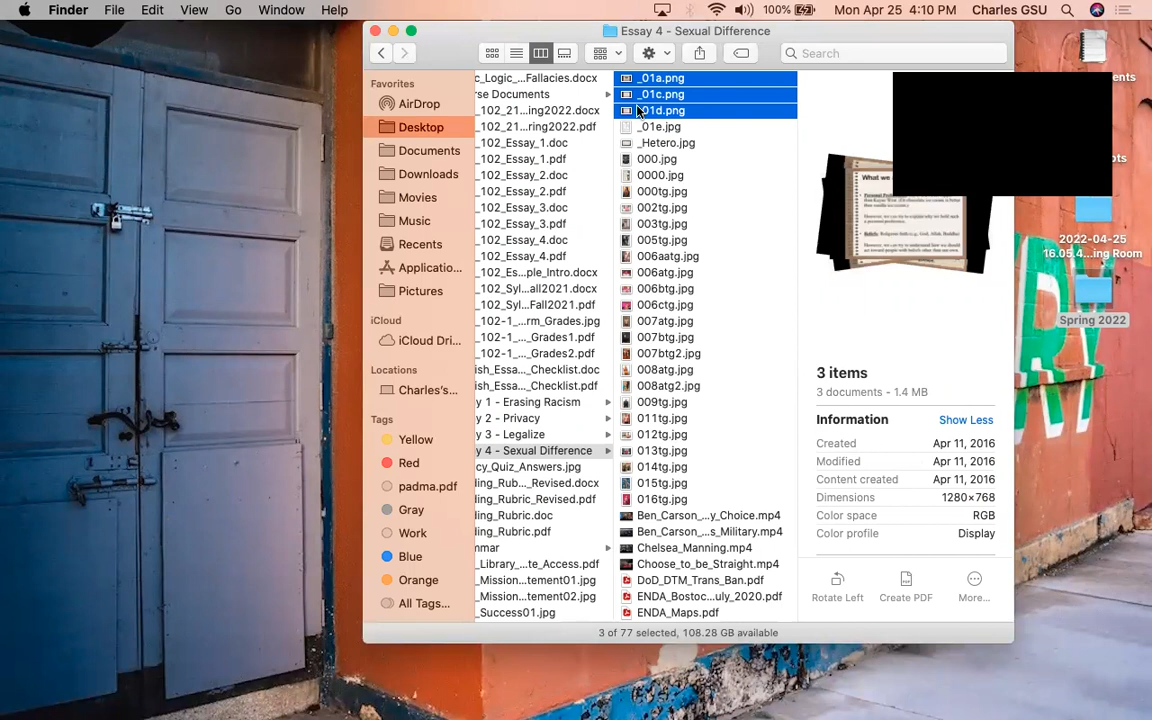 Finder File Edit View Go Window Help 100% Mon Apr 25 4:10 PM Charles GSU
Essay 4 - Sexual Difference
Search
Favorites
AirDrop
Desktop
Documents
Downloads
Movies
Music
Recents
Applicatio...
Pictures
iCloud
iCloud Dri...
Locations
Charles's...
Tags
Yellow
Red
padma.pdf
Gray
Work
Blue
Orange
All Tags...
c_Logic_...Fallacies.docx
rse Documents
_102_21...ing2022.docx
_102_21...ring2022.pdf
_102_Essay_1.doc
_102_Essay_1.pdf
_102_Essay_2.doc
_102_Essay_2.pdf
_102_Essay_3.doc
_102_Essay_3.pdf
_102_Essay_4.doc
_102_Essay_4.pdf
_102_Es...ple_Intro.docx
_102_Syl...all2021.docx
_102_Syl...Fall2021.pdf
_102-1_...rm_Grades.jpg
_102-1_..._Grades1.pdf
_102-1_..._Grades2.pdf
ish_Essa..._Checklist.doc
ish_Essa..._Checklist.pdf
y 1 - Erasing Racism
y 2 - Privacy
y 3 - Legalize
y 4 - Sexual Difference
cy_Quiz_Answers.jpg
ling_Rub..._Revised.docx
ling_Rubric_Revised.pdf
ling_Rubric.doc
ling_Rubric.pdf
mmar
_Library_...te_Access.pdf
_Mission...tement01.jpg
_Mission...tement02.jpg
_Success01.jpg
_01a.png
_01c.png
_01d.png
_01e.jpg
_Hetero.jpg
000.jpg
0000.jpg
000tg.jpg
002tg.jpg
003tg.jpg
005tg.jpg
006aatg.jpg
006atg.jpg
006btg.jpg
006ctg.jpg
007atg.jpg
007btg.jpg
007btg2.jpg
008atg.jpg
008atg2.jpg
009tg.jpg
011tg.jpg
012tg.jpg
013tg.jpg
014tg.jpg
015tg.jpg
016tg.jpg
Ben_Carson_...y_Choice.mp4
Ben_Carson_...s_Military.mp4
Chelsea_Manning.mp4
Choose_to_be_Straight.mp4
DoD_DTM_Trans_Ban.pdf
ENDA_Bostoc...uly_2020.pdf
ENDA_Maps.pdf
What we
3 items
3 documents - 1.4 MB
Information Show Less
Created Apr 11, 2016
Modified Apr 11, 2016
Content created Apr 11, 2016
Dimensions 1280×768
Color space RGB
Color profile Display
Rotate Left Create PDF More...
3 of 77 selected, 108.28 GB available
ents
ots
2022-04-25
16.05.4...ing Room
Spring 2022